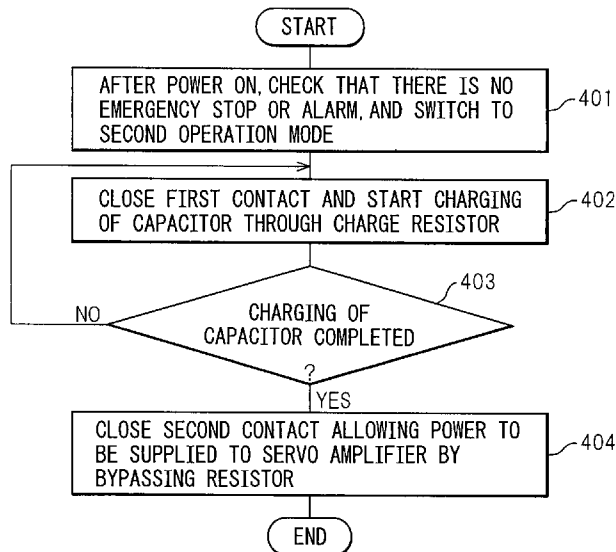 START
AFTER POWER ON, CHECK THAT THERE IS NO
EMERGENCY STOP OR ALARM, AND SWITCH TO
SECOND OPERATION MODE
401
CLOSE FIRST CONTACT AND START CHARGING
OF CAPACITOR THROUGH CHARGE RESISTOR
402
403
CHARGING OF
CAPACITOR COMPLETED
?
NO
YES
CLOSE SECOND CONTACT ALLOWING POWER TO
BE SUPPLIED TO SERVO AMPLIFIER BY
BYPASSING RESISTOR
404
END